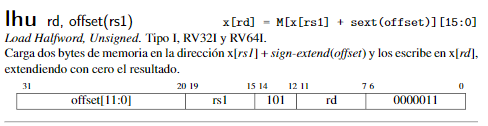 lhu rd, offset(rs1) x[rd] = M[x[rs1] + sext(offset)][15:0]
Load Halfword, Unsigned. Tipo I, RV32I y RV64I.
Carga dos bytes de memoria en la dirección x[rs1] + sign-extend(offset) y los escribe en x[rd],
extendiendo con cero el resultado.
31 20 19 15 14 12 11 7 6 0
offset[11:0] rs1 101 rd 0000011